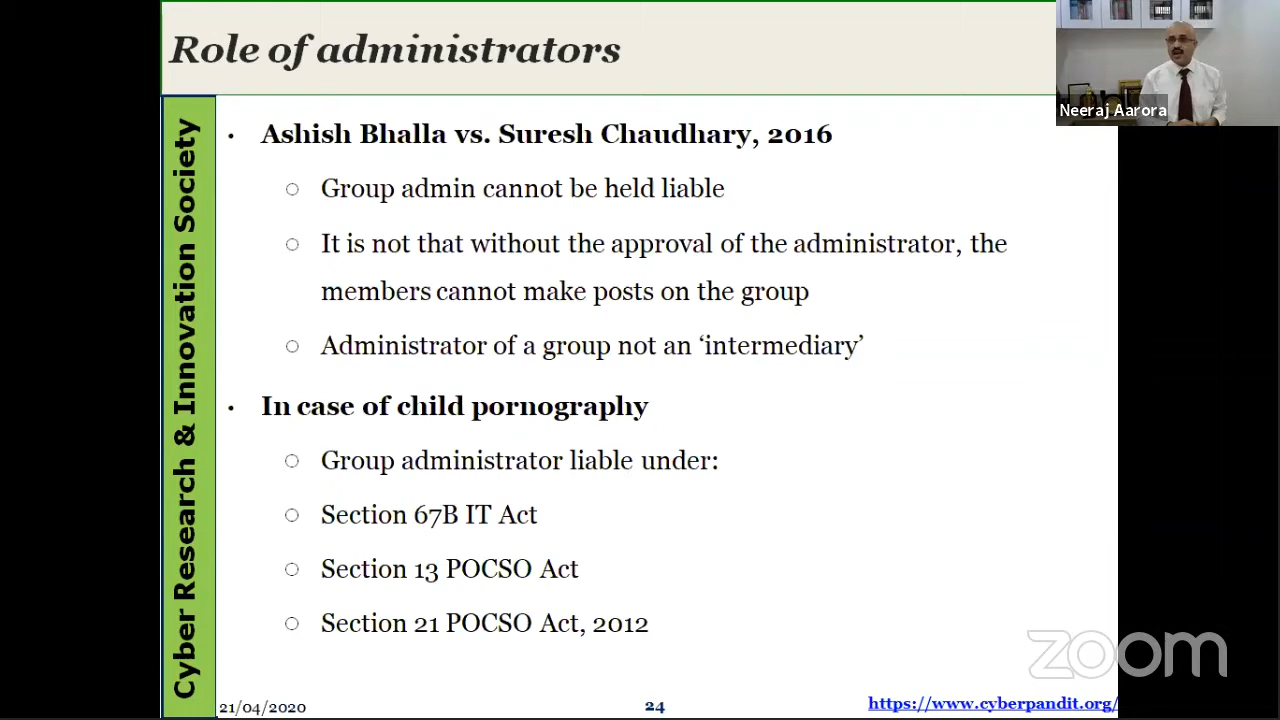 Role of administrators
Neeraj Aarora
Cyber Research & Innovation Society
• Ashish Bhalla vs. Suresh Chaudhary, 2016
○ Group admin cannot be held liable
○ It is not that without the approval of the administrator, the
members cannot make posts on the group
○ Administrator of a group not an ‘intermediary’
• In case of child pornography
○ Group administrator liable under:
○ Section 67B IT Act
○ Section 13 POCSO Act
○ Section 21 POCSO Act, 2012
zoom
21/04/2020
24
https://www.cyberpandit.org/